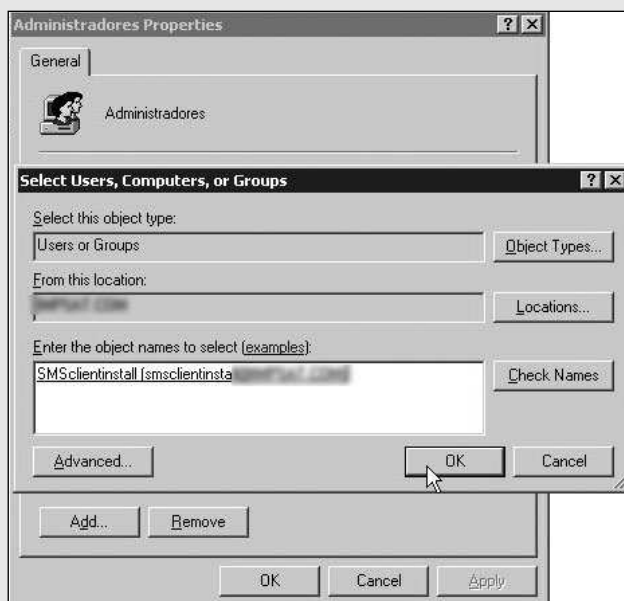 Administradores Properties
General
Administradores
Select Users, Computers, or Groups
Select this object type:
Users or Groups
Object Types...
From this location:
Locations...
Enter the object names to select (examples):
SMSclientinstall (smsclientinsta
Check Names
Advanced...
OK
Cancel
Add...
Remove
OK
Cancel
Apply